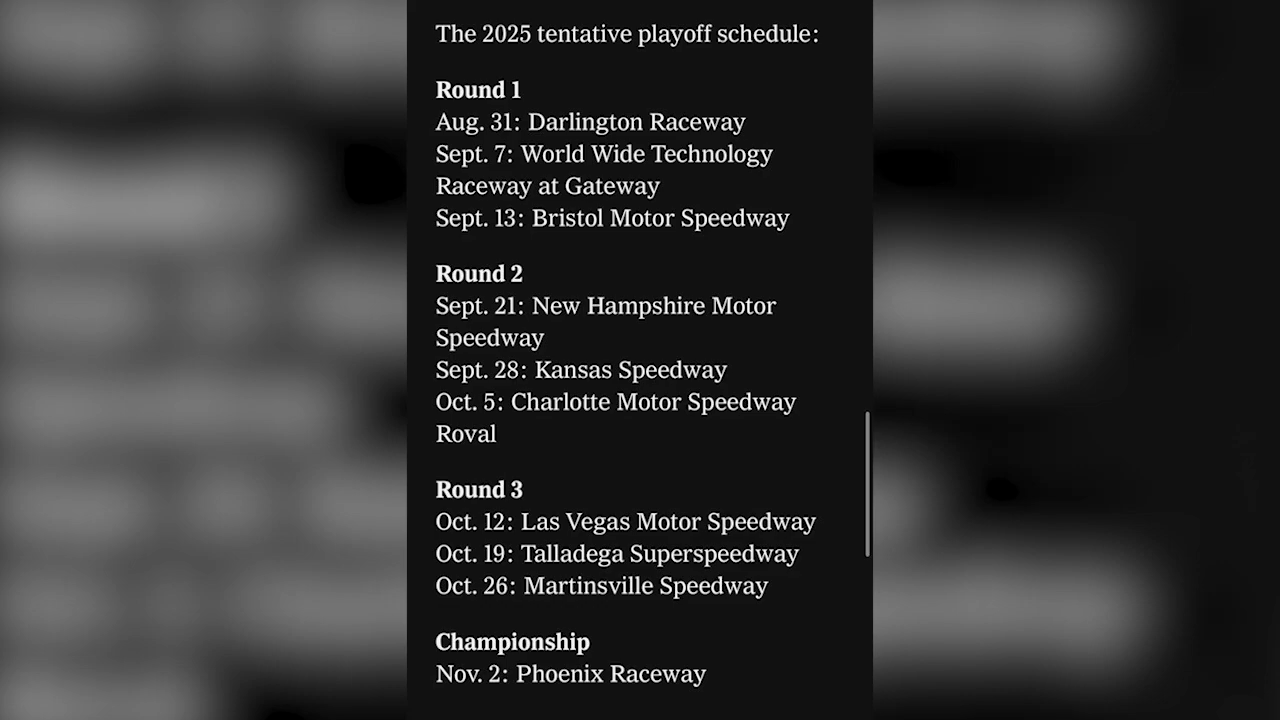 The 2025 tentative playoff schedule:
Round 1
Aug. 31: Darlington Raceway
Sept. 7: World Wide Technology
Raceway at Gateway
Sept. 13: Bristol Motor Speedway
Round 2
Sept. 21: New Hampshire Motor
Speedway
Sept. 28: Kansas Speedway
Oct. 5: Charlotte Motor Speedway
Roval
Round 3
Oct. 12: Las Vegas Motor Speedway
Oct. 19: Talladega Superspeedway
Oct. 26: Martinsville Speedway
Championship
Nov. 2: Phoenix Raceway